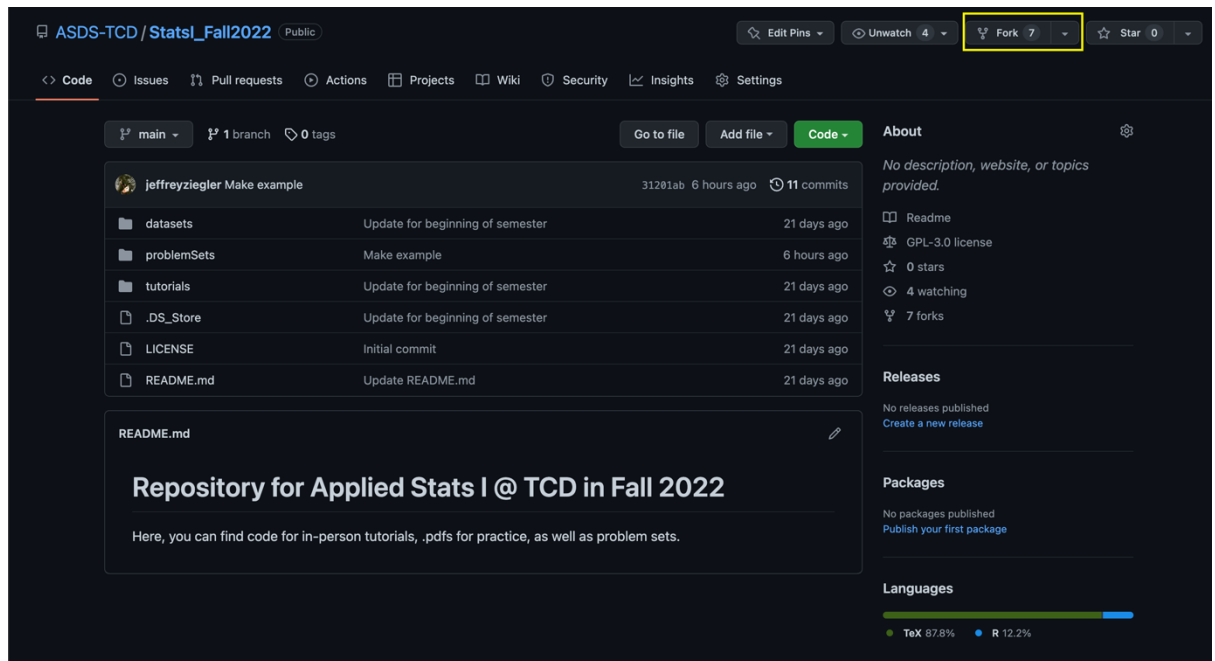 ASDS-TCD / StatsI_Fall2022 Public Edit Pins Unwatch 4 Fork 7 Star 0
Code Issues Pull requests Actions Projects Wiki Security Insights Settings
main 1 branch 0 tags Go to file Add file Code
jeffreyziegler Make example 31201ab 6 hours ago 11 commits
datasets Update for beginning of semester 21 days ago
problemSets Make example 6 hours ago
tutorials Update for beginning of semester 21 days ago
.DS_Store Update for beginning of semester 21 days ago
LICENSE Initial commit 21 days ago
README.md Update README.md 21 days ago
README.md
Repository for Applied Stats I @ TCD in Fall 2022
Here, you can find code for in-person tutorials, .pdfs for practice, as well as problem sets.
About
No description, website, or topics
provided.
Readme
GPL-3.0 license
0 stars
4 watching
7 forks
Releases
No releases published
Create a new release
Packages
No packages published
Publish your first package
Languages
TeX 87.8% R 12.2%